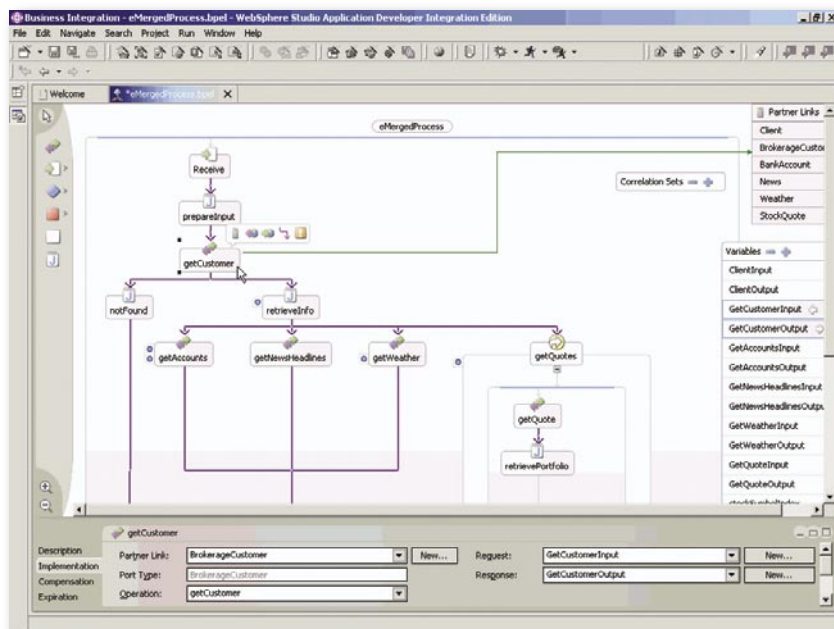 Business Integration - eMergedProcess.bpel - WebSphere Studio Application Developer Integration Edition
File Edit Navigate Search Project Run Window Help
Welcome
*eMergedProcess.bpel
eMergedProcess
Receive
prepareInput
getCustomer
notFound
retrieveInfo
getAccounts
getNewsHeadlines
getWeather
getQuotes
getQuote
retrievePortfolio
Correlation Sets
Partner Links
Client
BrokerageCustor
BankAccount
News
Weather
StockQuote
Variables
ClientInput
ClientOutput
GetCustomerInput
GetCustomerOutput
GetAccountsInput
GetAccountsOutput
GetNewsHeadlinesInput
GetNewsHeadlinesOutpu
GetWeatherInput
GetWeatherOutput
GetQuoteInput
GetQuoteOutput
getCustomer
Description
Implementation
Compensation
Expiration
Partner Link: BrokerageCustomer New... Request: GetCustomerInput New...
Port Type: BrokerageCustomer Response: GetCustomerOutput New...
Operation: getCustomer